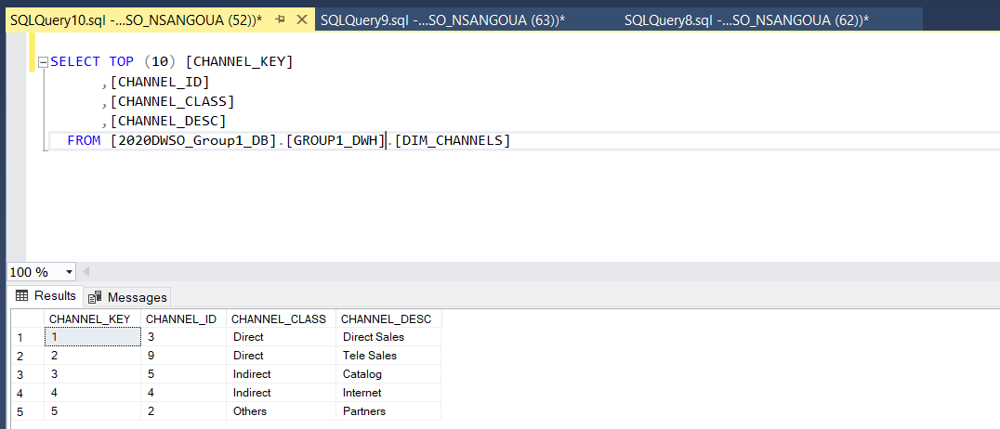 SQLQuery10.sql -...SO_NSANGOUA (52))* SQLQuery9.sql -...SO_NSANGOUA (63))* SQLQuery8.sql -...SO_NSANGOUA (62))*
SELECT TOP (10) [CHANNEL_KEY]
,[CHANNEL_ID]
,[CHANNEL_CLASS]
,[CHANNEL_DESC]
FROM [2020DWSO_Group1_DB].[GROUP1_DWH].[DIM_CHANNELS]
100 %
Results Messages
CHANNEL_KEY CHANNEL_ID CHANNEL_CLASS CHANNEL_DESC
1 1 3 Direct Direct Sales
2 2 9 Direct Tele Sales
3 3 5 Indirect Catalog
4 4 4 Indirect Internet
5 5 2 Others Partners